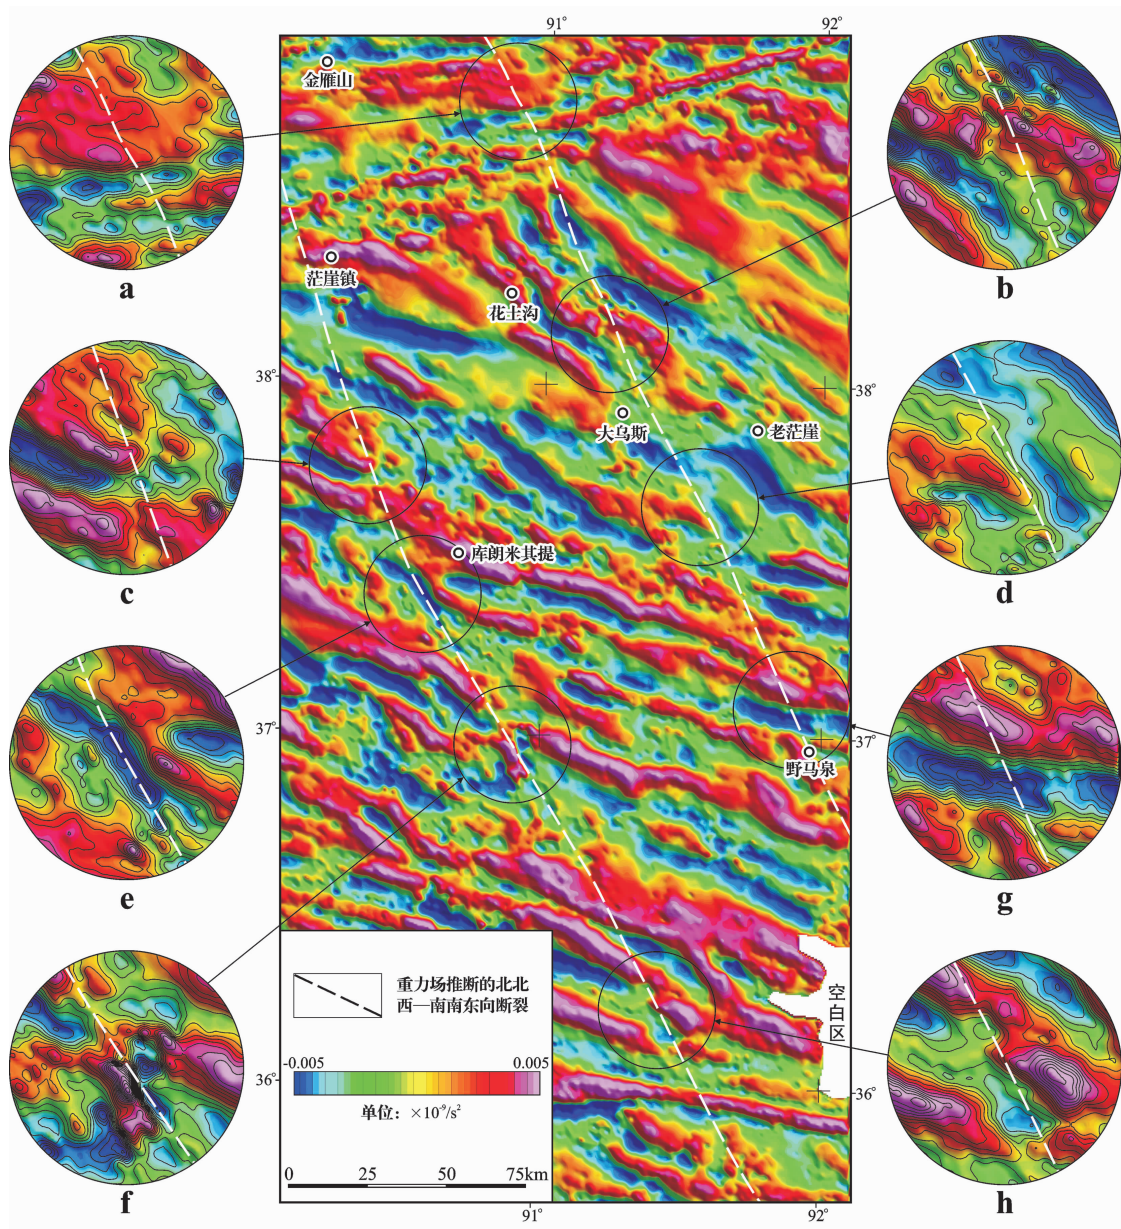 91°
92°
金雁山
a
b
茫崖镇
花土沟
38°
38°
大乌斯
老茫崖
库朗米其提
c
d
37°
37°
野马泉
e
g
重力场推断的北北
西—南南东向断裂
空白区
-0.005
0.005
36°
36°
单位：×10⁻⁹/s²
0
25
50
75km
f
h
91°
92°